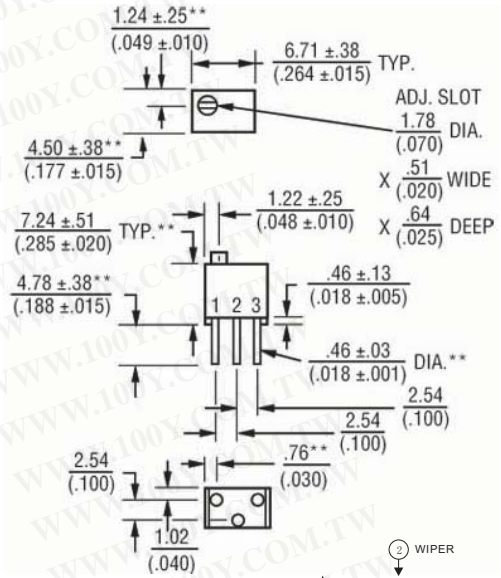 1.24 ±.25**
(.049 ±.010)
6.71 ±.38 TYP.
(.264 ±.015)
ADJ. SLOT
1.78 DIA.
(.070)
4.50 ±.38**
(.177 ±.015)
X .51 WIDE
(.020)
1.22 ±.25
(.048 ±.010)
X .64 DEEP
(.025)
7.24 ±.51 TYP.**
(.285 ±.020)
4.78 ±.38**
(.188 ±.015)
.46 ±.13
(.018 ±.005)
1 2 3
.46 ±.03 DIA.**
(.018 ±.001)
2.54
(.100)
2.54
(.100)
2.54
(.100)
.76**
(.030)
1.02
(.040)
2 WIPER
WWW.100Y.COM.TW